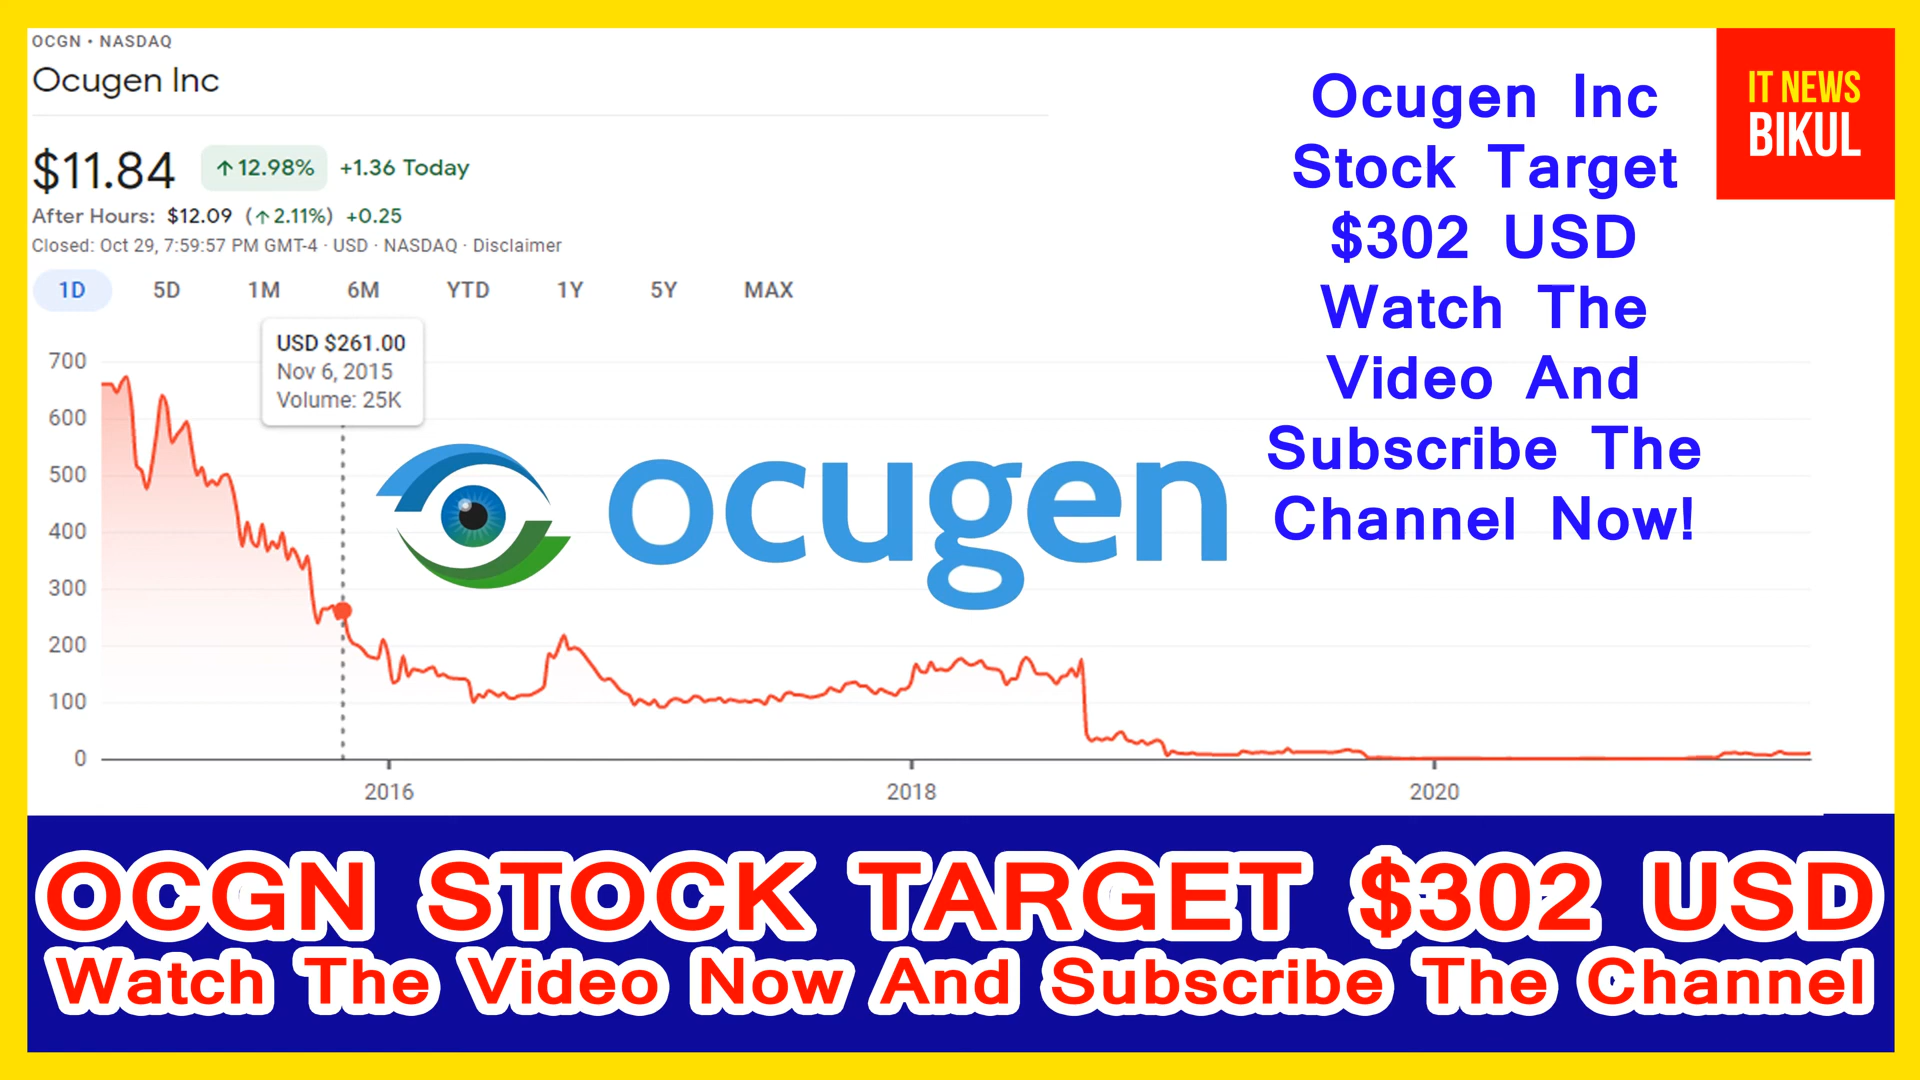 OCGN • NASDAQ
Ocugen Inc
$11.84 ↑12.98% +1.36 Today
After Hours: $12.09 (↑2.11%) +0.25
Closed: Oct 29, 7:59:57 PM GMT-4 · USD · NASDAQ · Disclaimer
1D 5D 1M 6M YTD 1Y 5Y MAX
USD $261.00
Nov 6, 2015
Volume: 25K
700
600
500
400
300
200
100
0
2016 2018 2020
ocugen
Ocugen Inc
Stock Target
$302 USD
Watch The
Video And
Subscribe The
Channel Now!
IT NEWS
BIKUL
OCGN STOCK TARGET $302 USD
Watch The Video Now And Subscribe The Channel